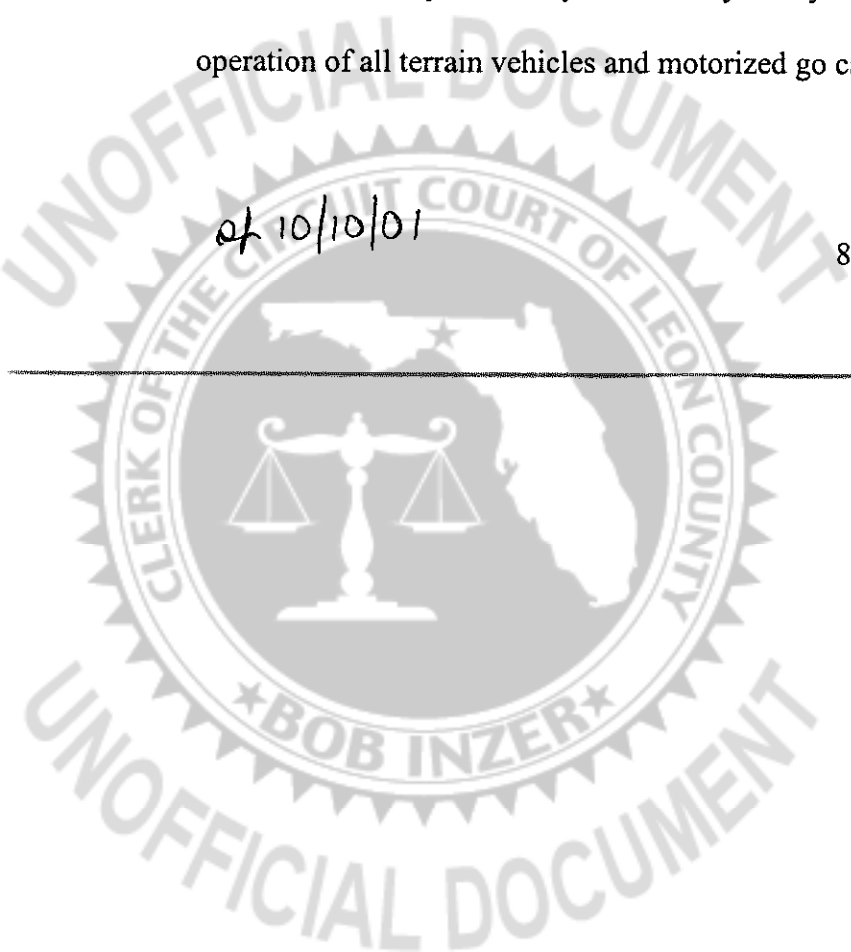 operation of all terrain vehicles and motorized go
10/10/01
8
UNOFFICIAL DOCUMENT
CLERK OF THE CIRCUIT COURT OF LEON COUNTY
★BOB INZER★
UNOFFICIAL DOCUMENT